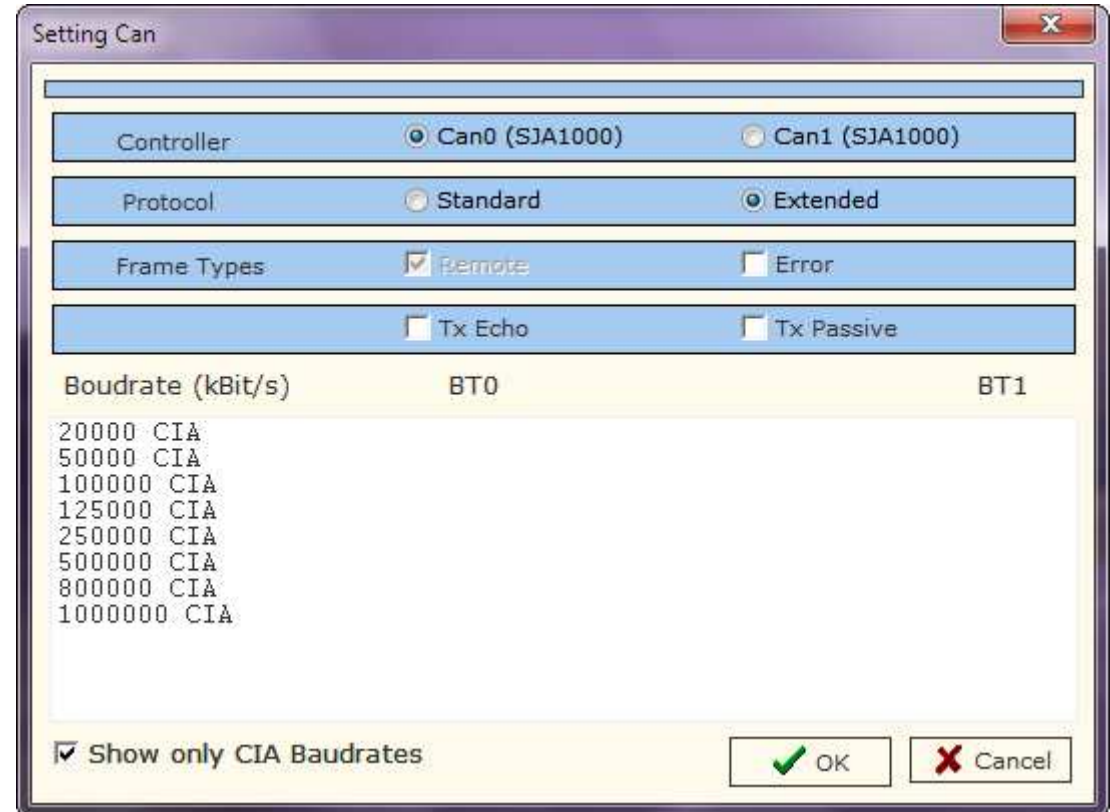 Setting Can
Controller Can0 (SJA1000) Can1 (SJA1000)
Protocol Standard Extended
Frame Types Remote Error
Tx Echo Tx Passive
Boudrate (kBit/s) BT0 BT1
20000 CIA
50000 CIA
100000 CIA
125000 CIA
250000 CIA
500000 CIA
800000 CIA
1000000 CIA
Show only CIA Baudrates OK Cancel